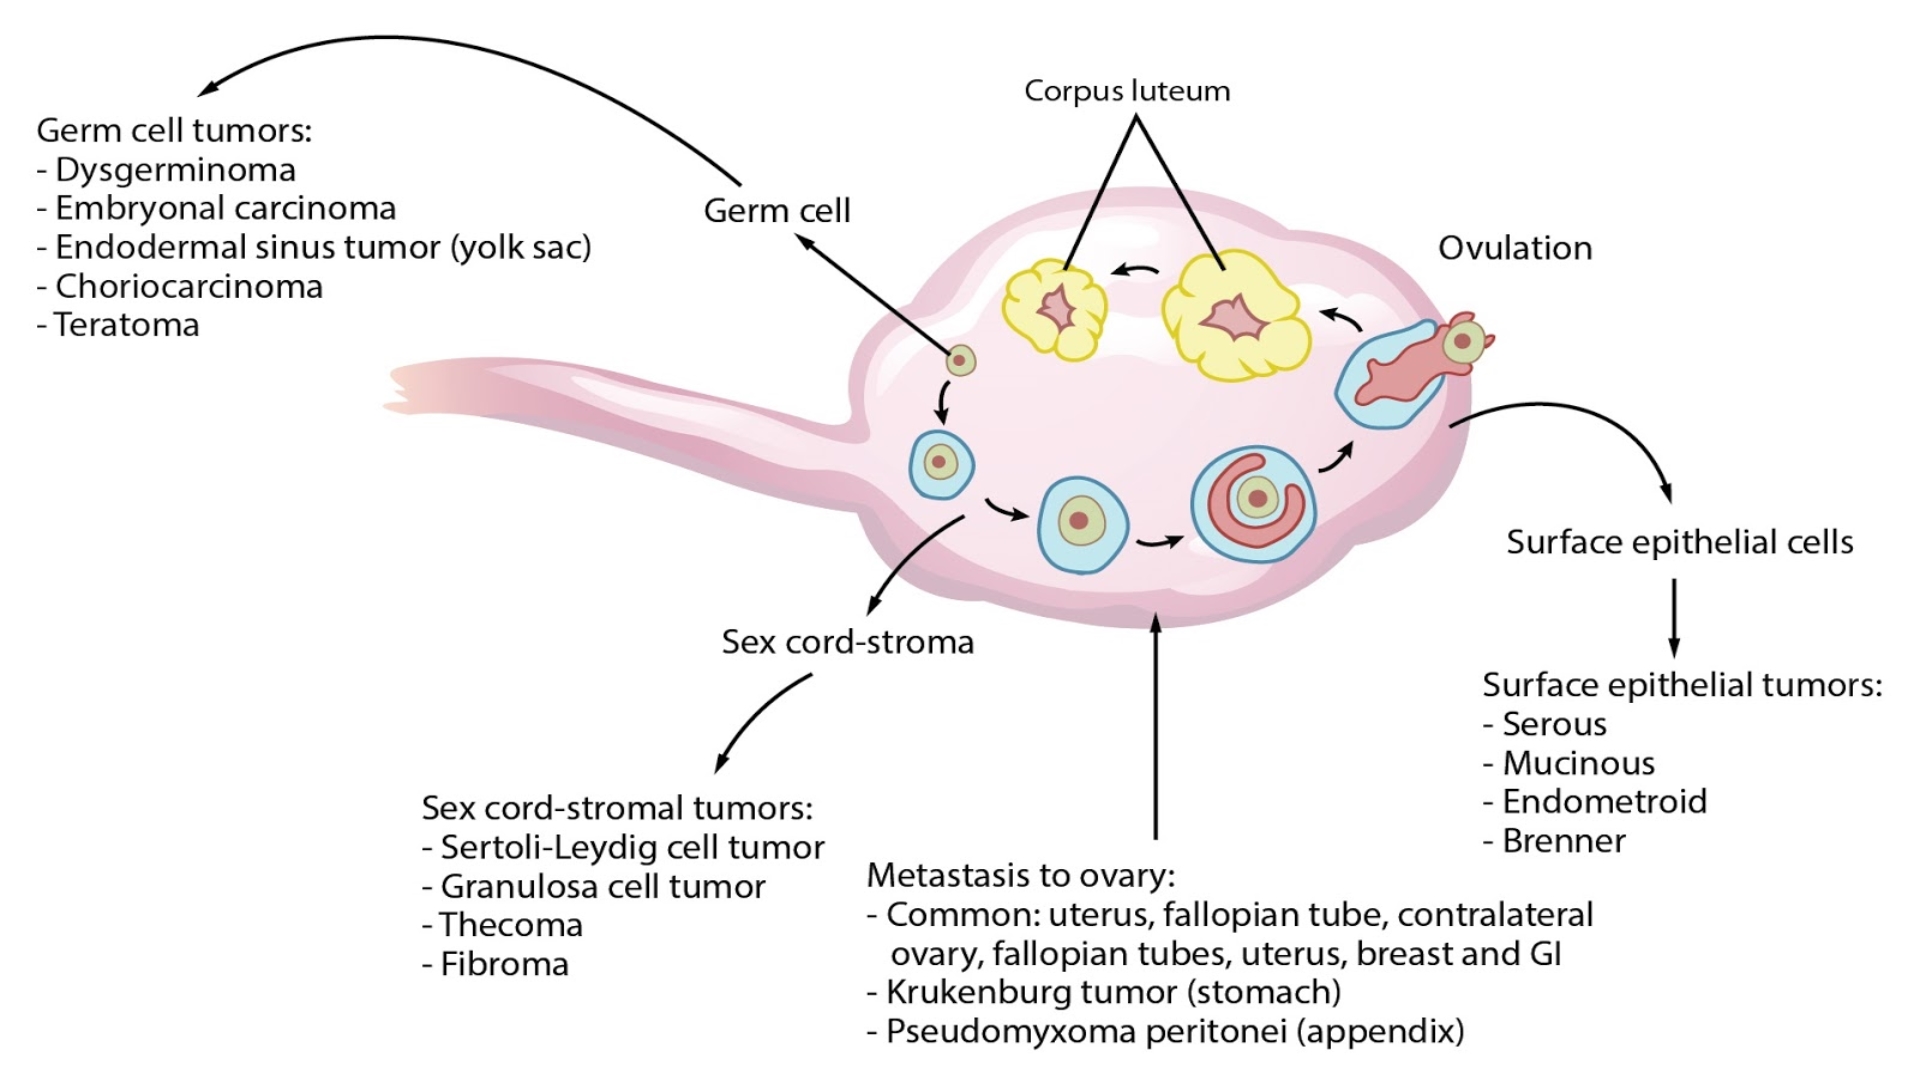 Corpus luteum
Germ cell tumors:
- Dysgerminoma
- Embryonal carcinoma
- Endodermal sinus tumor (yolk sac)
- Choriocarcinoma
- Teratoma
Germ cell
Ovulation
Surface epithelial cells
Sex cord-stroma
Surface epithelial tumors:
- Serous
- Mucinous
- Endometroid
- Brenner
Sex cord-stromal tumors:
- Sertoli-Leydig cell tumor
- Granulosa cell tumor
- Thecoma
- Fibroma
Metastasis to ovary:
- Common: uterus, fallopian tube, contralateral
ovary, fallopian tubes, uterus, breast and GI
- Krukenburg tumor (stomach)
- Pseudomyxoma peritonei (appendix)